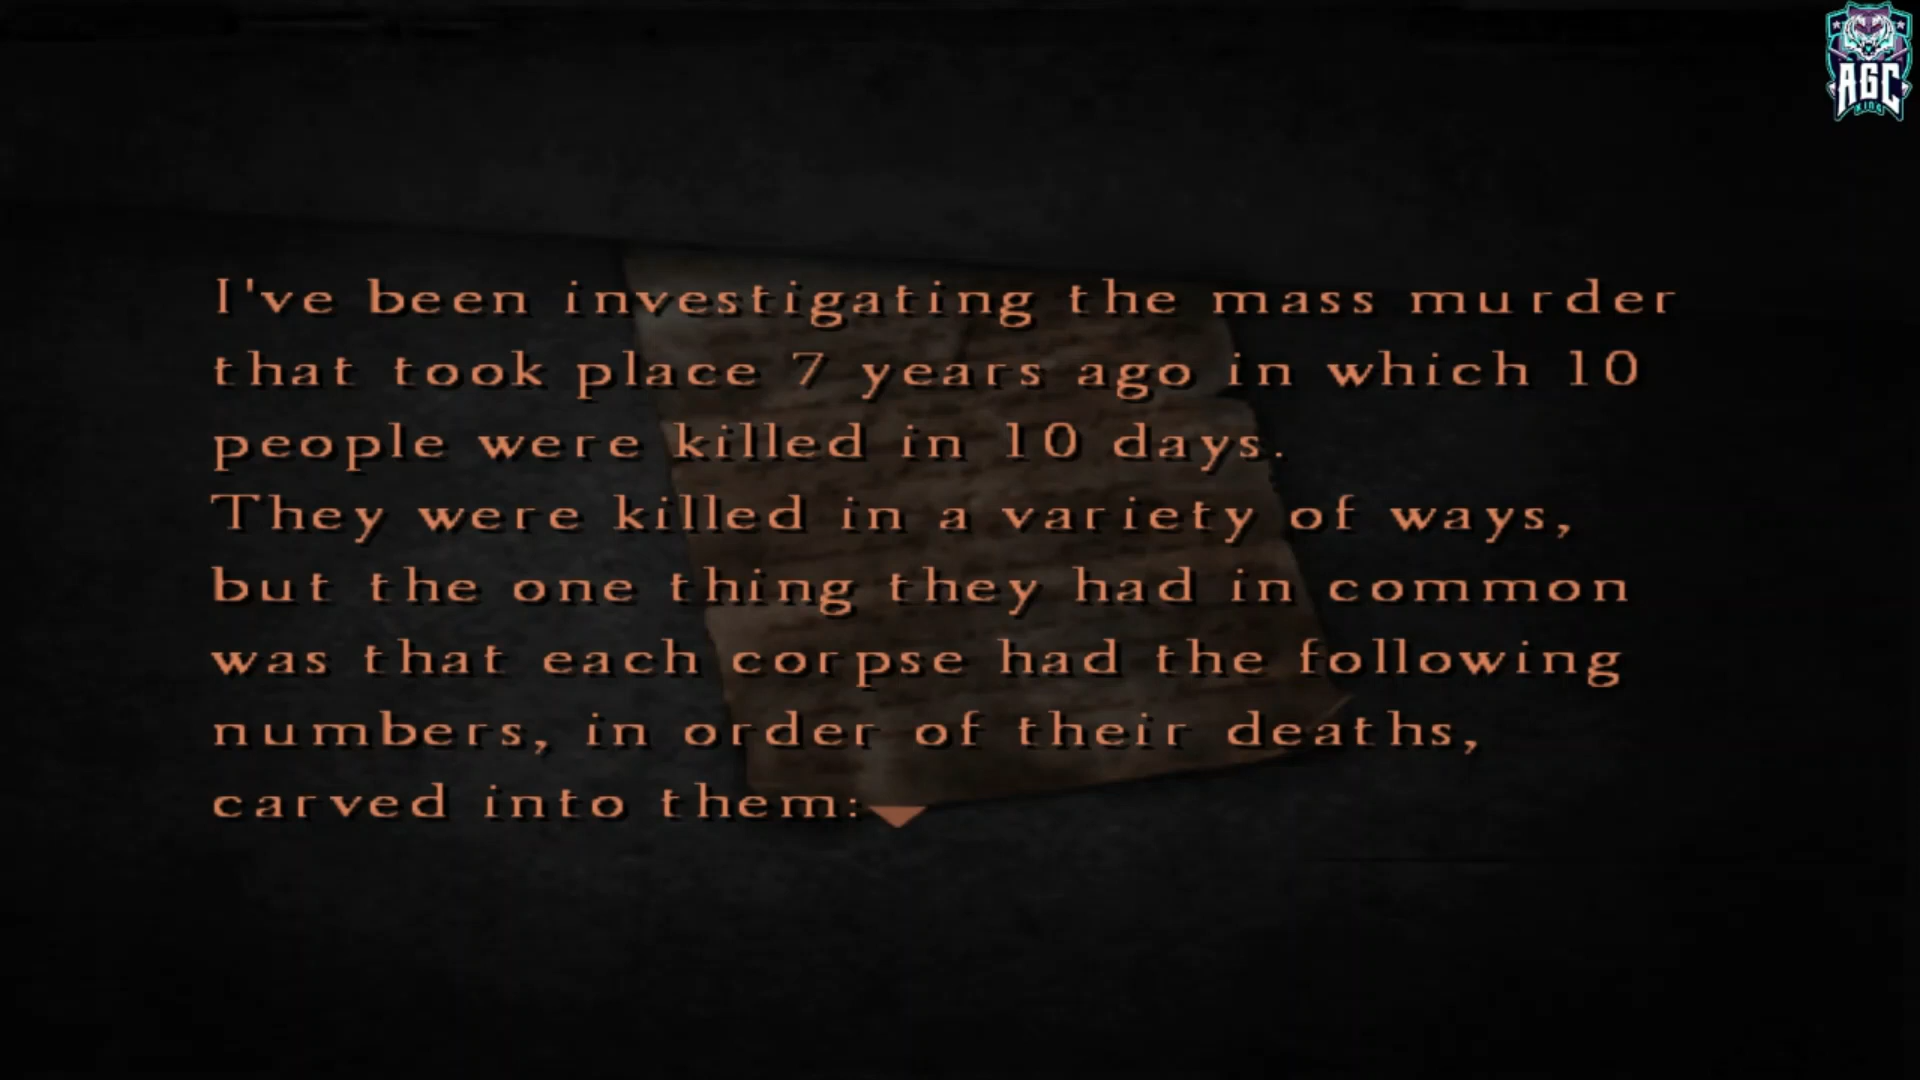 AGC
KING
I've been investigating the mass murder
that took place 7 years ago in which 10
people were killed in 10 days.
They were killed in a variety of ways,
but the one thing they had in common
was that each corpse had the following
numbers, in order of their deaths,
carved into them: